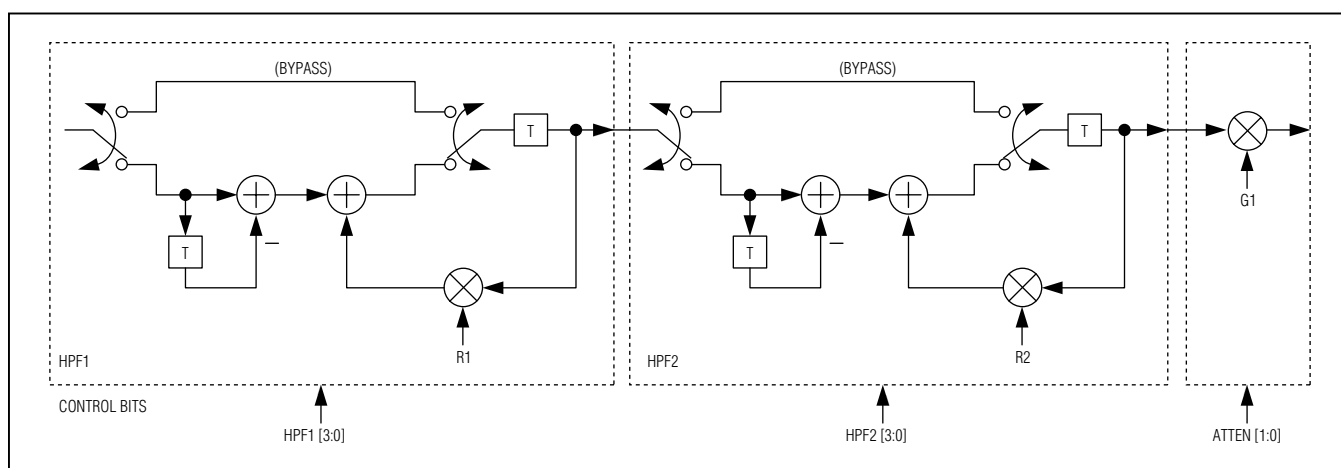 (BYPASS)
(BYPASS)
T
T
T
T
G1
R1
R2
HPF1
HPF2
CONTROL BITS
HPF1 [3:0]
HPF2 [3:0]
ATTEN [1:0]